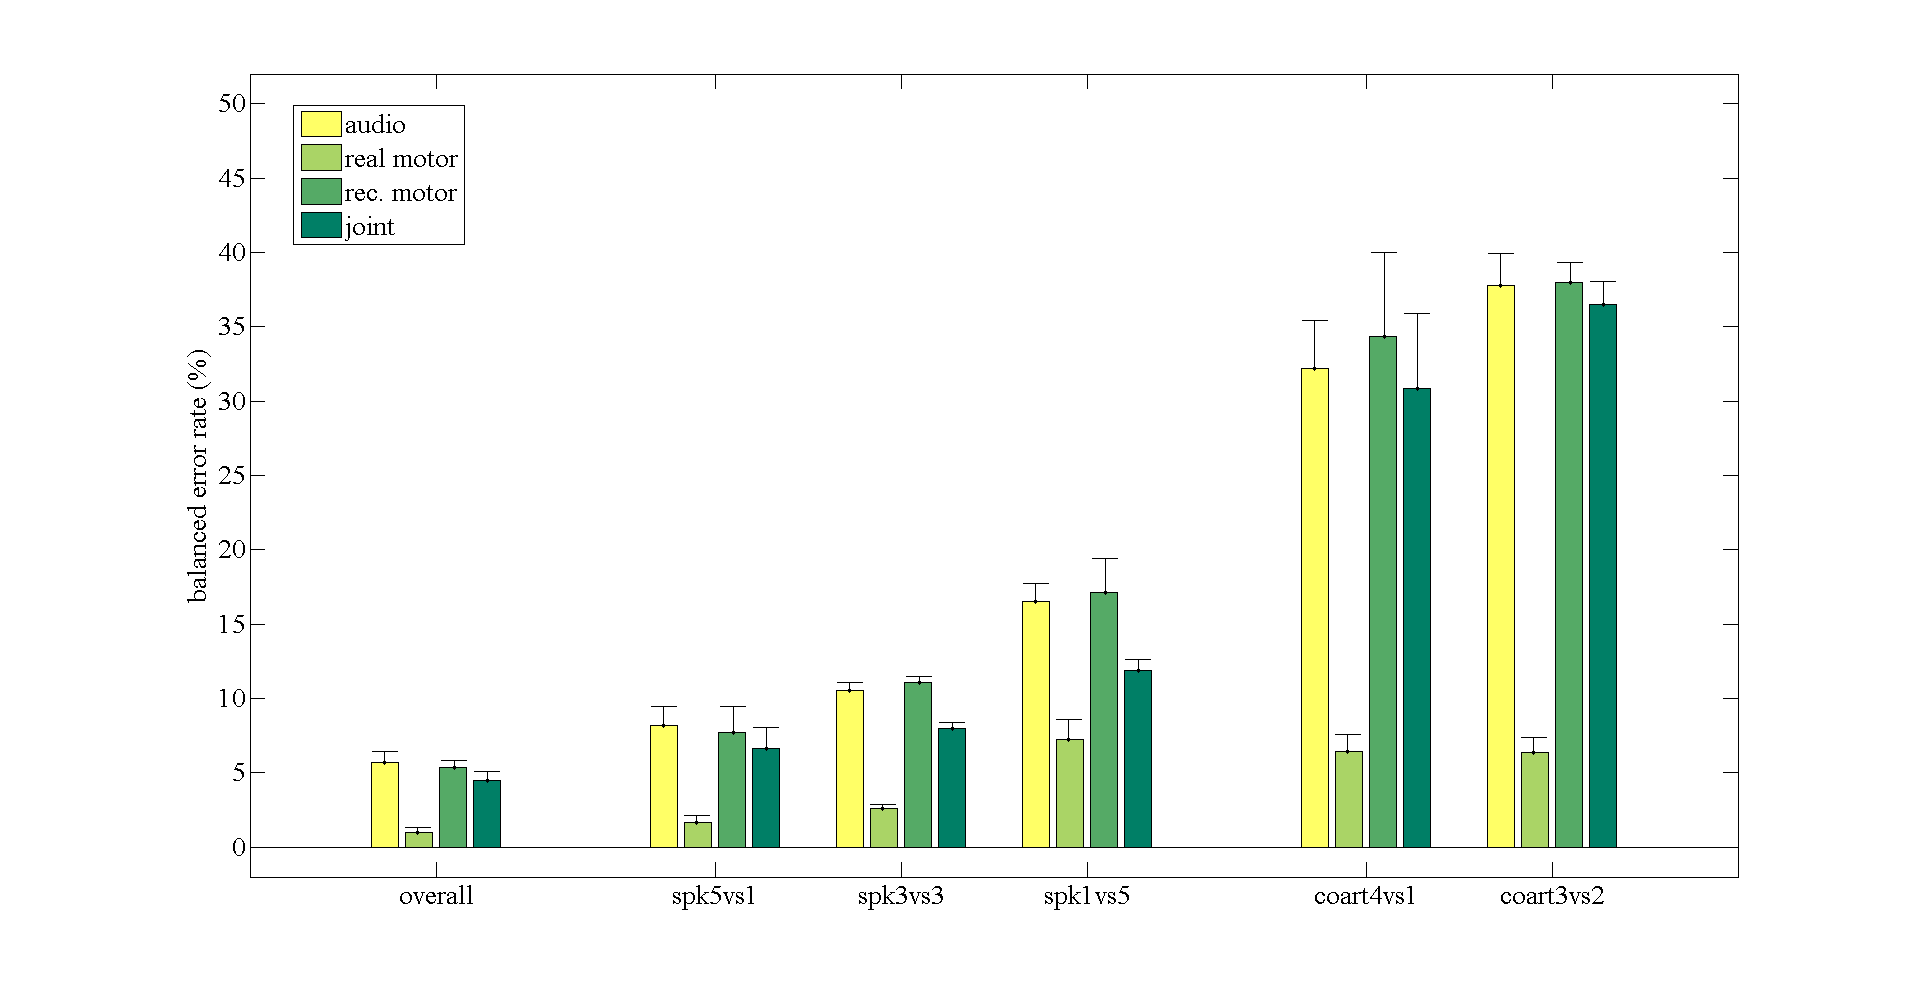 50
45
40
35
30
25
20
15
10
5
0
balanced error rate (%)
audio
real motor
rec. motor
joint
overall
spk5vs1
spk3vs3
spk1vs5
coart4vs1
coart3vs2